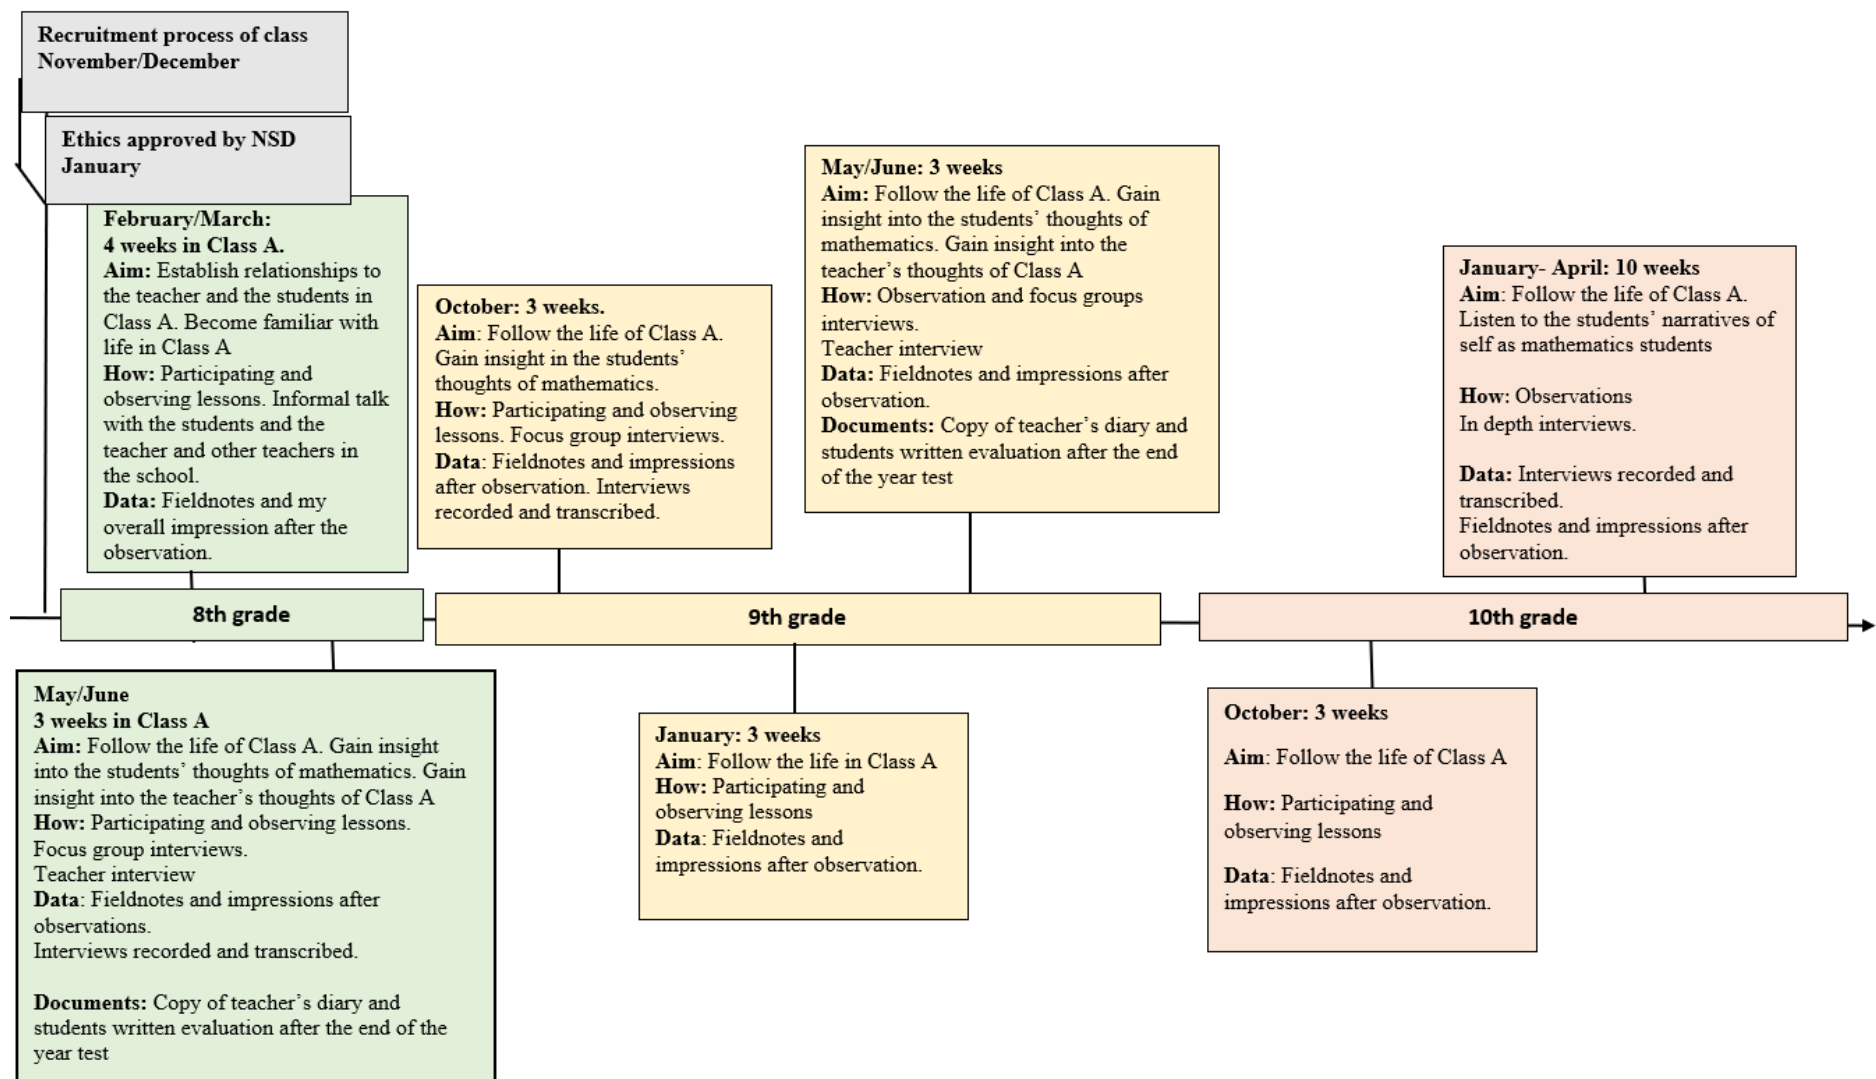 Recruitment process of class
November/December
Ethics approved by NSD
January
February/March:
4 weeks in Class A.
Aim: Establish relationships to
the teacher and the students in
Class A. Become familiar with
life in Class A
How: Participating and
observing lessons. Informal talk
with the students and the
teacher and other teachers in
the school.
Data: Fieldnotes and my
overall impression after the
observation.
October: 3 weeks.
Aim: Follow the life of Class A.
Gain insight in the students’
thoughts of mathematics.
How: Participating and observing
lessons. Focus group interviews.
Data: Fieldnotes and impressions
after observation. Interviews
recorded and transcribed.
May/June: 3 weeks
Aim: Follow the life of Class A. Gain
insight into the students’ thoughts of
mathematics. Gain insight into the
teacher’s thoughts of Class A
How: Observation and focus groups
interviews.
Teacher interview
Data: Fieldnotes and impressions after
observation.
Documents: Copy of teacher’s diary and
students written evaluation after the end
of the year test
January- April: 10 weeks
Aim: Follow the life of Class A.
Listen to the students’ narratives of
self as mathematics students
How: Observations
In depth interviews.
Data: Interviews recorded and
transcribed.
Fieldnotes and impressions after
observation.
8th grade
9th grade
10th grade
May/June
3 weeks in Class A
Aim: Follow the life of Class A. Gain insight
into the students’ thoughts of mathematics. Gain
insight into the teacher’s thoughts of Class A
How: Participating and observing lessons.
Focus group interviews.
Teacher interview
Data: Fieldnotes and impressions after
observations.
Interviews recorded and transcribed.
Documents: Copy of teacher’s diary and
students written evaluation after the end of the
year test
January: 3 weeks
Aim: Follow the life in Class A
How: Participating and
observing lessons
Data: Fieldnotes and
impressions after observation.
October: 3 weeks
Aim: Follow the life of Class A
How: Participating and
observing lessons
Data: Fieldnotes and
impressions after observation.